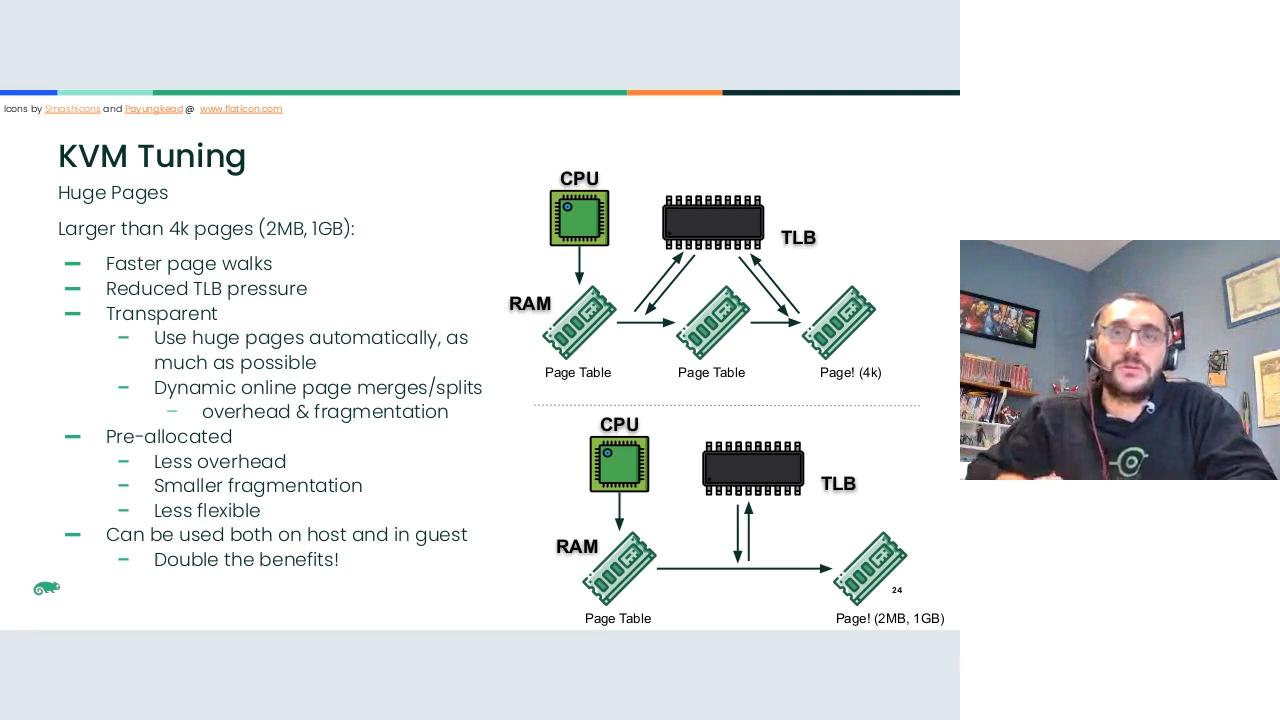 Icons by Smashicons and Payungkead @ www.flaticon.com
KVM Tuning
Huge Pages
Larger than 4k pages (2MB, 1GB):
Faster page walks
Reduced TLB pressure
Transparent
Use huge pages automatically, as
much as possible
Dynamic online page merges/splits
overhead & fragmentation
Pre-allocated
Less overhead
Smaller fragmentation
Less flexible
Can be used both on host and in guest
Double the benefits!
CPU
TLB
RAM
Page Table
Page Table
Page! (4k)
CPU
TLB
RAM
24
Page Table
Page! (2MB, 1GB)